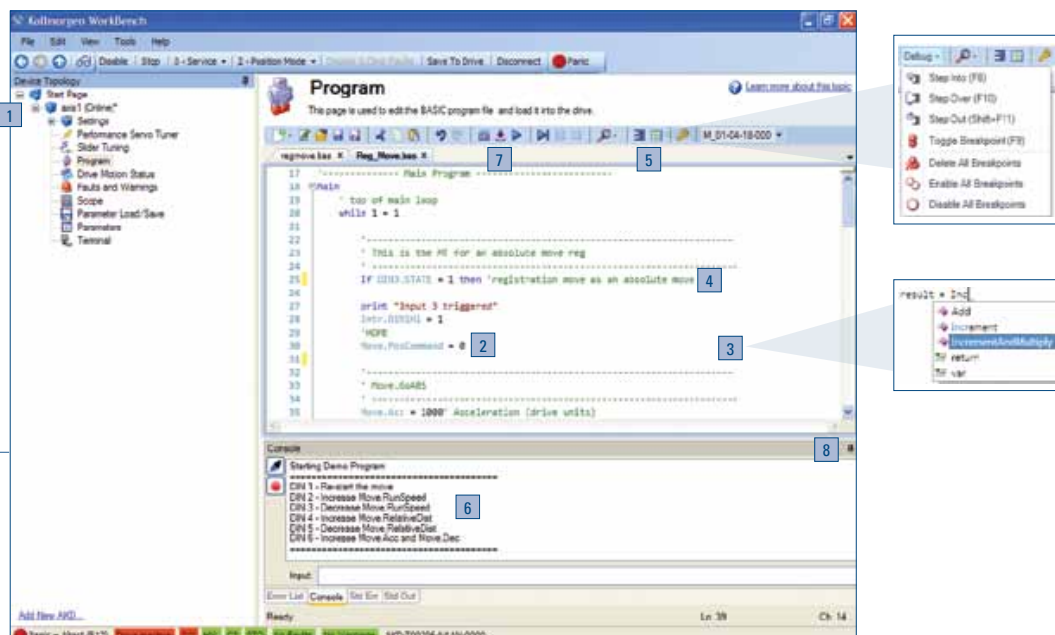 Kollmorgen WorkBench
File Edit View Tools Help
Disable Stop 0 - Service 2 - Position Mode Save To Drive Disconnect Panic
Device Topology
Start Page
axis1 (Online)*
Settings
Performance Servo Tuner
Slider Tuning
Program
Drive Motion Status
Faults and Warnings
Scope
Parameter Load/Save
Parameters
Terminal
Add New AKD...
1
Program
Learn more about this topic
This page is used to edit the BASIC program file and load it into the drive.
M_01-04-18-000
7
5
regmove.bas X Reg_Move.bas X
17 '-------------- Main Program --------------------------
18 Main
19 ' top of main loop
20 while 1 = 1
21
22 '---------------------------------------------------------------
23 ' This is the MT for an absolute move reg
24 '---------------------------------------------------------------
25 If DIN3.STATE = 1 then 'registration move as an absolute move
4
26
27 print "Input 3 triggered"
28 Intr.DIN3HI = 1
29 'HOME
30 Move.PosCommand = 0
2
3
31
32 '---------------------------------------------------------------
33 ' Move.GoABS
34 '---------------------------------------------------------------
35 Move.Acc = 1000' Acceleration (drive units)
Console
8
Starting Demo Program
==========================================
DIN 1 - Re-start the move
DIN 2 - Increase Move.RunSpeed
DIN 3 - Decrease Move.RunSpeed
DIN 4 - Increase Move.RelativeDist
DIN 5 - Decrease Move.RelativeDist
DIN 6 - Increase Move.Acc and Move.Dec
==========================================
6
Input:
Error List Console Std Err Std Out
Ready Ln 39 Ch 14
Debug
Step Into (F8)
Step Over (F10)
Step Out (Shift+F11)
Toggle Breakpoint (F9)
Delete All Breakpoints
Enable All Breakpoints
Disable All Breakpoints
result = Inc
Add
Increment
IncrementAndMultiply
return
var